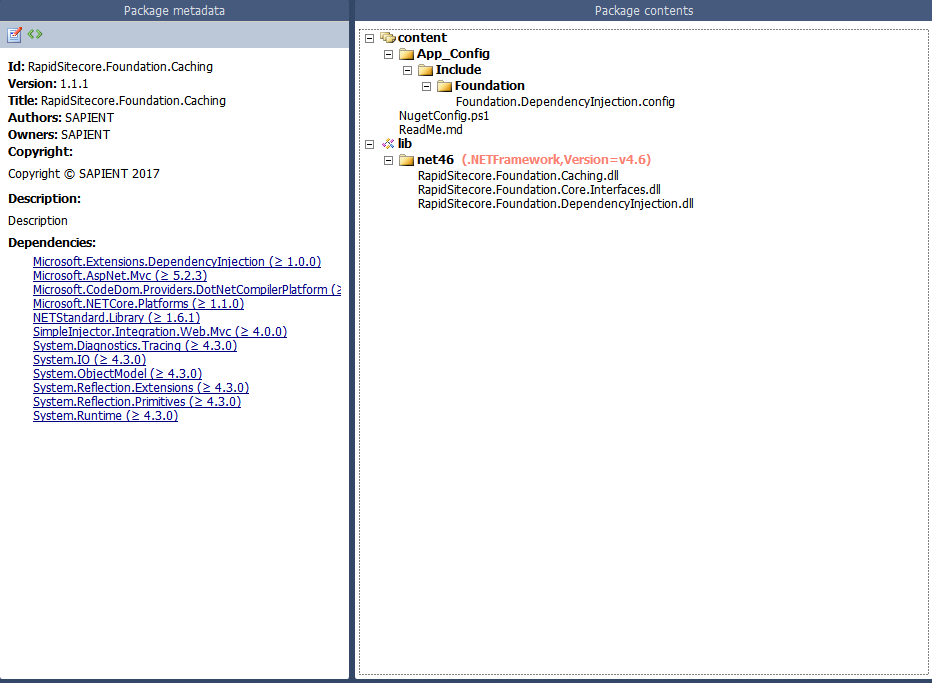 Package metadata
Id: RapidSitecore.Foundation.Caching
Version: 1.1.1
Title: RapidSitecore.Foundation.Caching
Authors: SAPIENT
Owners: SAPIENT
Copyright:
Copyright © SAPIENT 2017
Description:
Description
Dependencies:
Microsoft.Extensions.DependencyInjection (≥ 1.0.0)
Microsoft.AspNet.Mvc (≥ 5.2.3)
Microsoft.CodeDom.Providers.DotNetCompilerPlatform (≥
Microsoft.NETCore.Platforms (≥ 1.1.0)
NETStandard.Library (≥ 1.6.1)
SimpleInjector.Integration.Web.Mvc (≥ 4.0.0)
System.Diagnostics.Tracing (≥ 4.3.0)
System.IO (≥ 4.3.0)
System.ObjectModel (≥ 4.3.0)
System.Reflection.Extensions (≥ 4.3.0)
System.Reflection.Primitives (≥ 4.3.0)
System.Runtime (≥ 4.3.0)
Package contents
content
App_Config
Include
Foundation
Foundation.DependencyInjection.config
NugetConfig.ps1
ReadMe.md
lib
net46 (.NETFramework,Version=v4.6)
RapidSitecore.Foundation.Caching.dll
RapidSitecore.Foundation.Core.Interfaces.dll
RapidSitecore.Foundation.DependencyInjection.dll